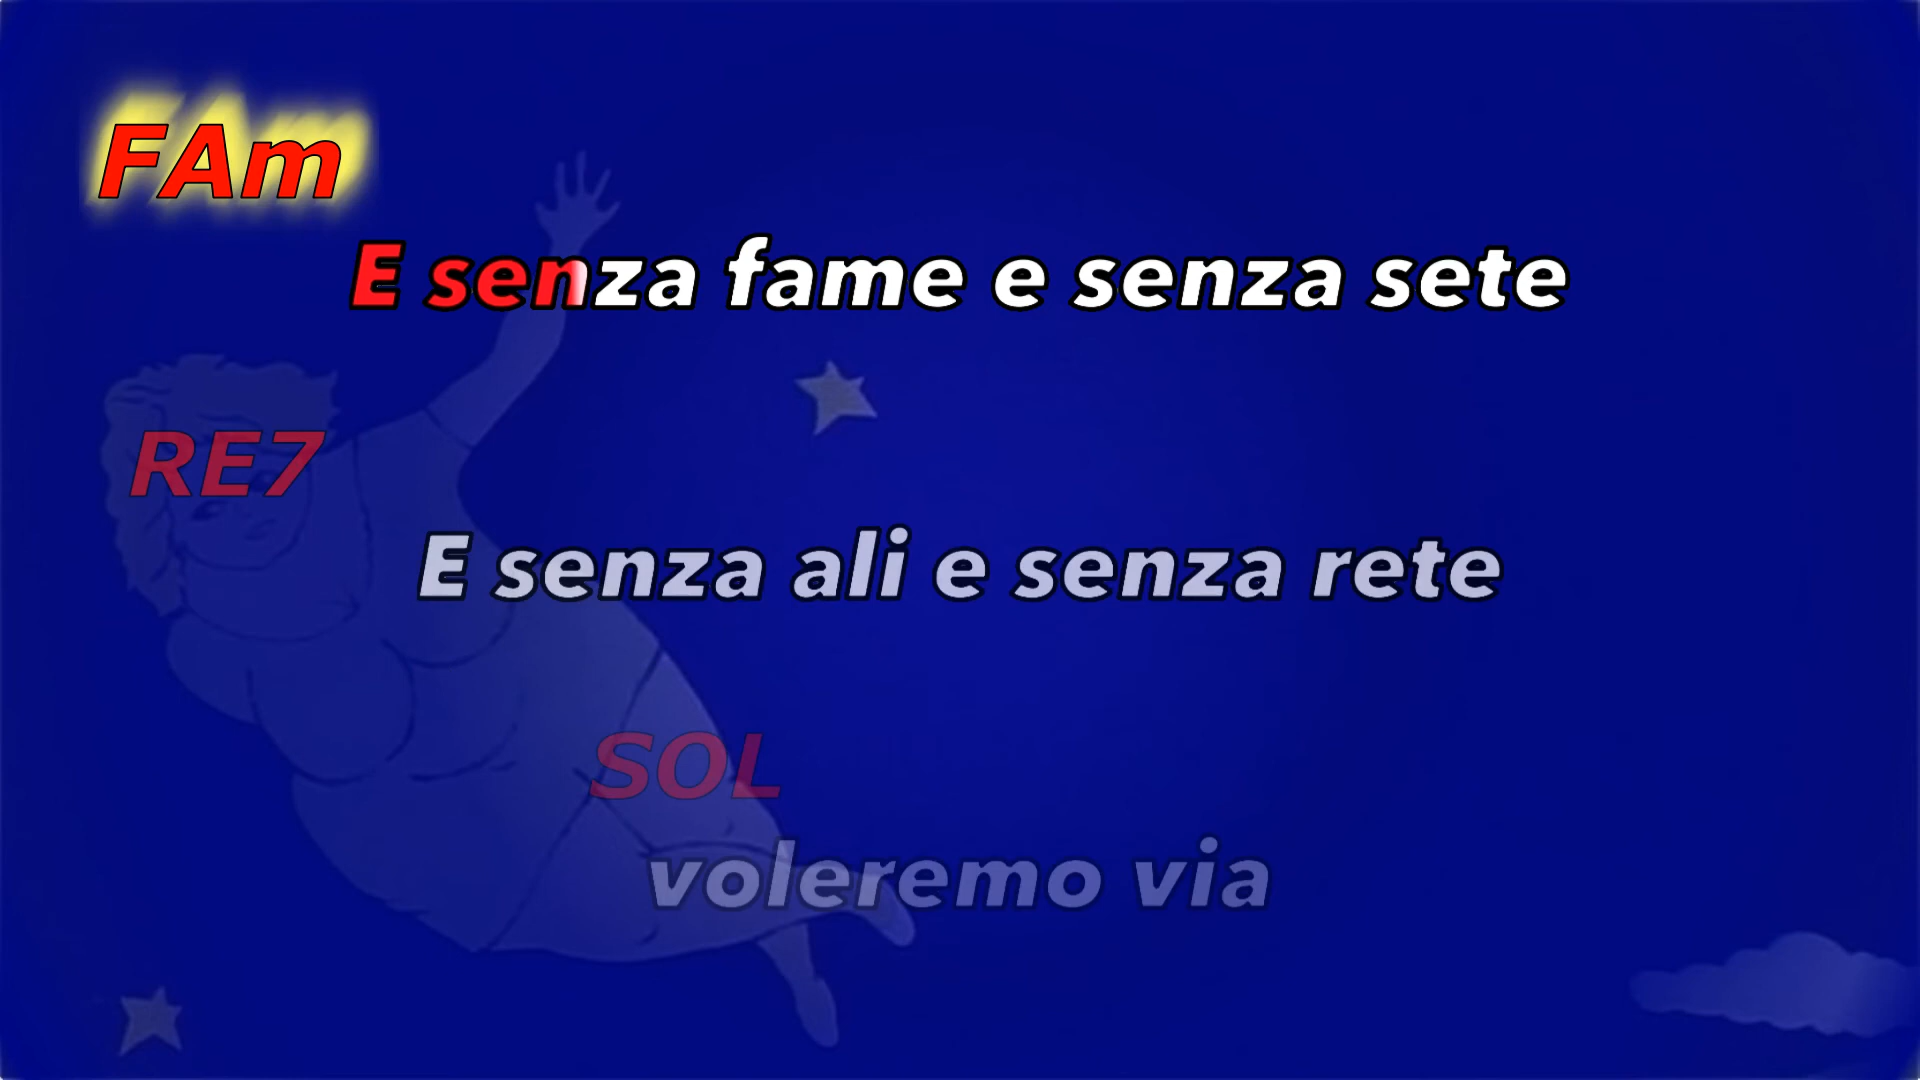 FAm
E senza fame e senza sete
RE7
E senza ali e senza rete
SOL
voleremo via